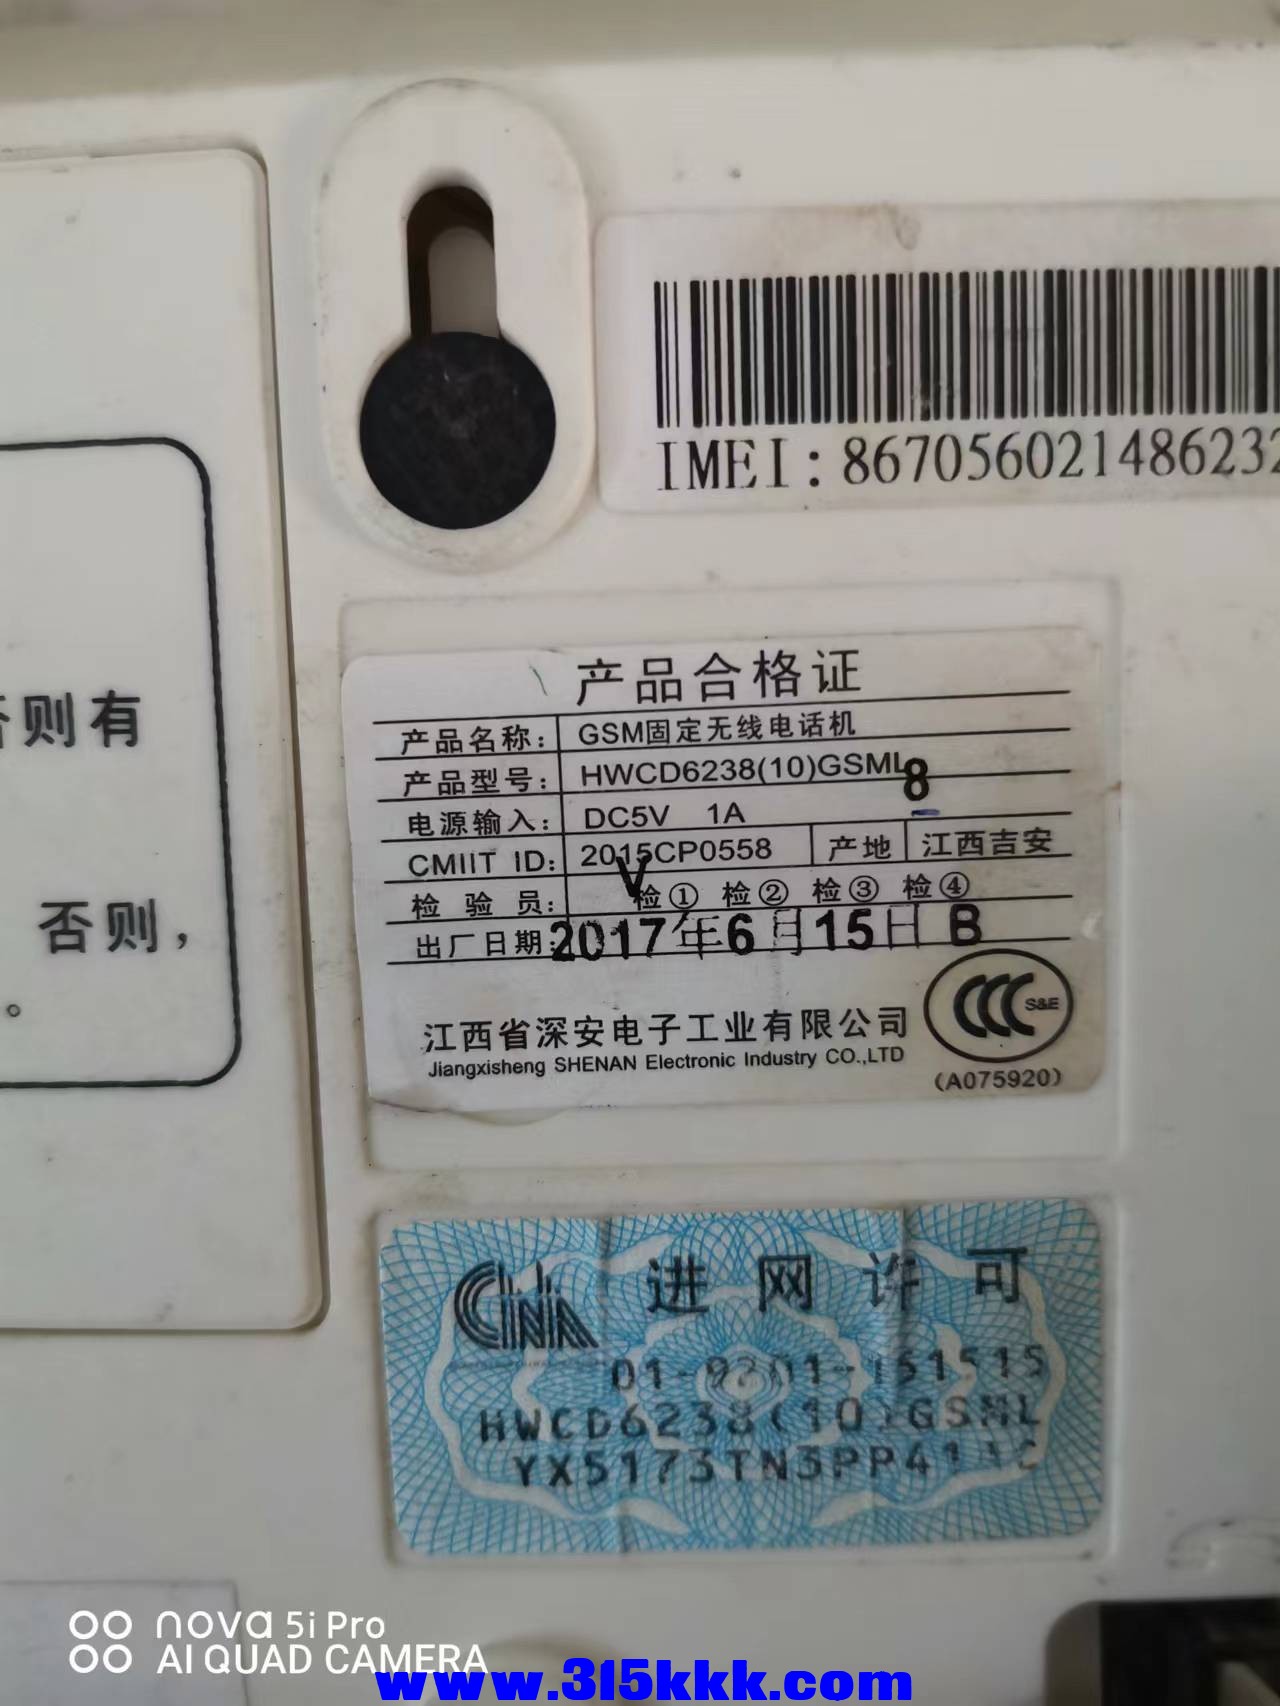 IMEI:867056021486232
则有
否则，
。
产品合格证
产品名称: GSM固定无线电话机
产品型号: HWCD6238(10)GSML 8
电源输入: DC5V 1A
CMIIT ID: 2015CP0558 产地 江西吉安
检验员: V 检① 检② 检③ 检④
出厂日期: 2017年6月15日 B
江西省深安电子工业有限公司
Jiangxisheng SHENAN Electronic Industry CO.,LTD
CCC S&E
(A075920)
进网许可
HWCD6238(10)GSML
nova 5i Pro
AI QUAD CAMERA
www.315kkk.com